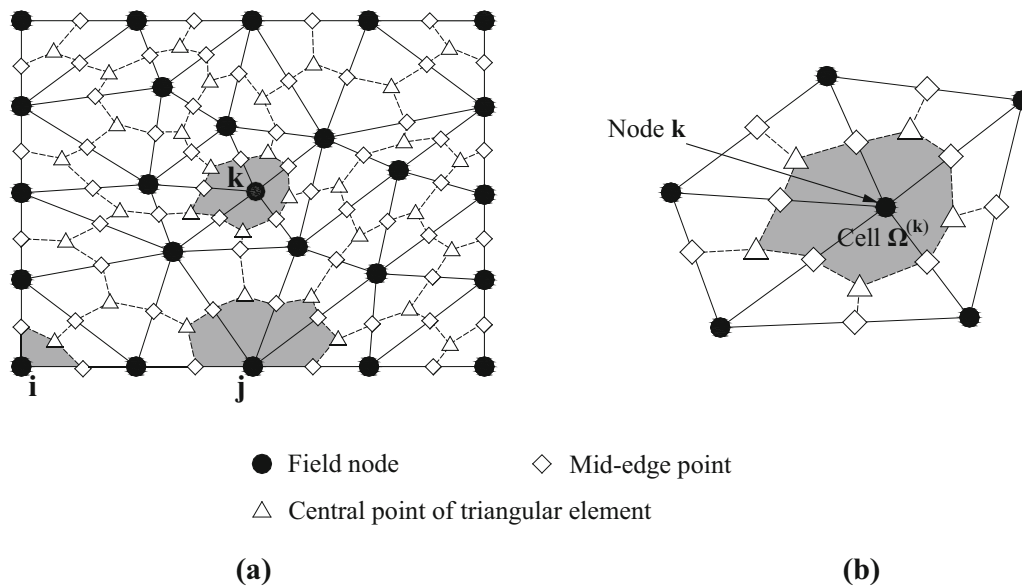 k
i
j
Node k
Cell Ω(k)
Field node
Mid-edge point
Central point of triangular element
(a)
(b)